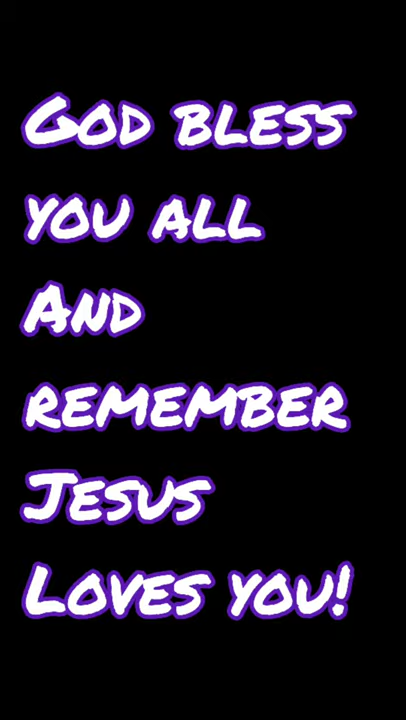 God bless
you all
And
remember
Jesus
Loves you!